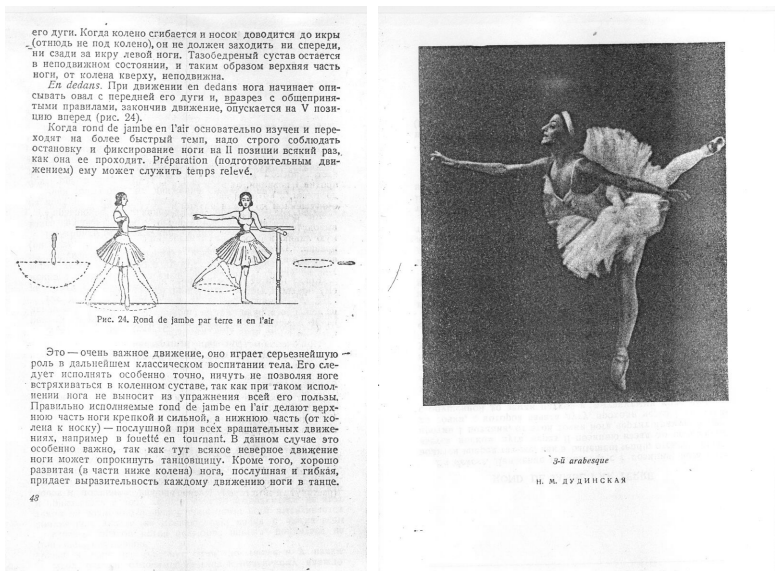 его дуги. Когда колено сгибается и носок доводится до икры
(отнюдь не под колено), он не должен заходить ни спереди,
ни сзади за икру левой ноги. Тазобедреный сустав остается
в неподвижном состоянии, и таким образом верхняя часть
ноги, от колена кверху, неподвижна.
En dedans. При движении en dedans нога начинает опи-
сывать овал с передней его дуги и, вразрез с общеприня-
тыми правилами, закончив движение, опускается на V пози-
цию вперед (рис. 24).
Когда rond de jambe en l'air основательно изучен и пере-
ходят на более быстрый темп, надо строго соблюдать
остановку и фиксирование ноги на II позиции всякий раз,
как она ее проходит. Préparation (подготовительным дви-
жением) ему может служить temps relevé.
Рис. 24. Rond de jambe par terre и en l'air
Это — очень важное движение, оно играет серьезнейшую
роль в дальнейшем классическом воспитании тела. Его сле-
дует исполнять особенно точно, ничуть не позволяя ноге
встряхиваться в коленном суставе, так как при таком испол-
нении нога не выносит из упражнения всей его пользы.
Правильно исполняемые rond de jambe en l'air делают верх-
нюю часть ноги крепкой и сильной, а нижнюю часть (от ко-
лена к носку) — послушной при всех вращательных движе-
ниях, например в fouetté en tournant. В данном случае это
особенно важно, так как тут всякое неверное движение
ноги может опрокинуть танцовщицу. Кроме того, хорошо
развитая (в части ниже колена) нога, послушная и гибкая,
придает выразительность каждому движению ноги в танце.
48
3-й arabesque
Н. М. ДУДИНСКАЯ